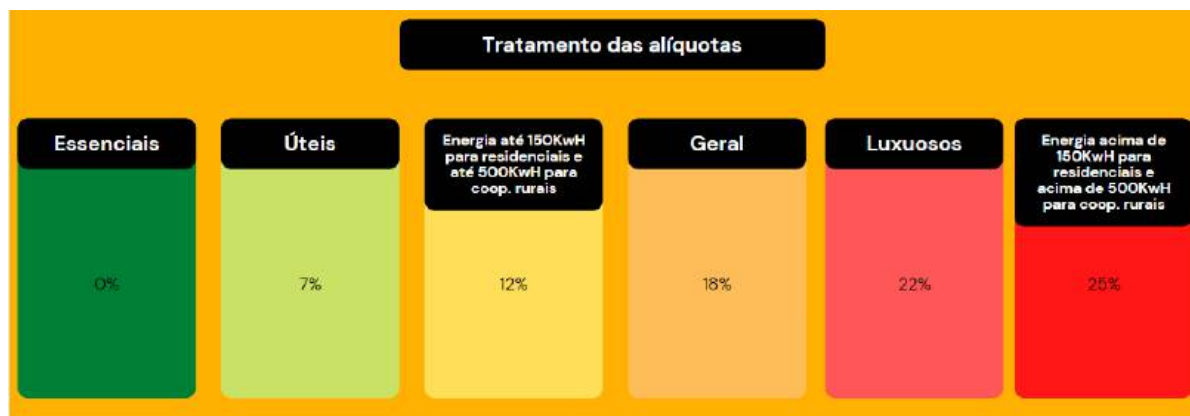 Tratamento das alíquotas
Essenciais
Úteis
Energia até 150KwH
para residenciais e
até 500KwH para
coop. rurais
Geral
Luxuosos
Energia acima de
150KwH para
residenciais e
acima de 500KwH
para coop. rurais
0%
7%
12%
18%
22%
25%